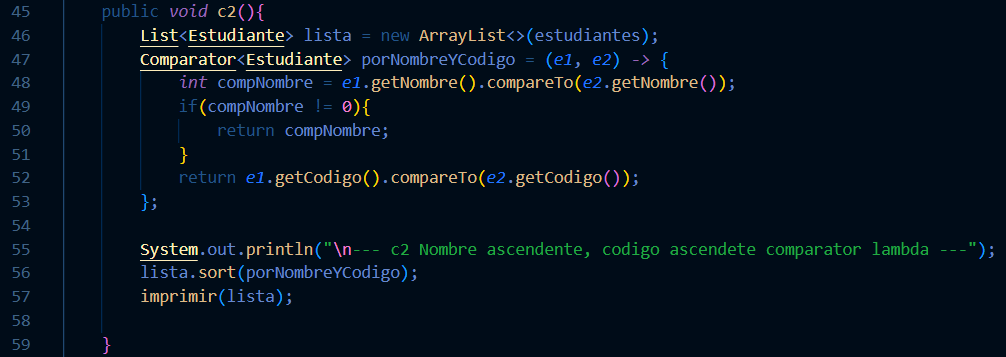 45 public void c2(){
46 List<Estudiante> lista = new ArrayList<>(estudiantes);
47 Comparator<Estudiante> porNombreYCodigo = (e1, e2) -> {
48 int compNombre = e1.getNombre().compareTo(e2.getNombre());
49 if(compNombre != 0){
50 return compNombre;
51 }
52 return e1.getCodigo().compareTo(e2.getCodigo());
53 };
54
55 System.out.println("\n--- c2 Nombre ascendente, codigo ascendete comparator lambda ---");
56 lista.sort(porNombreYCodigo);
57 imprimir(lista);
58
59 }